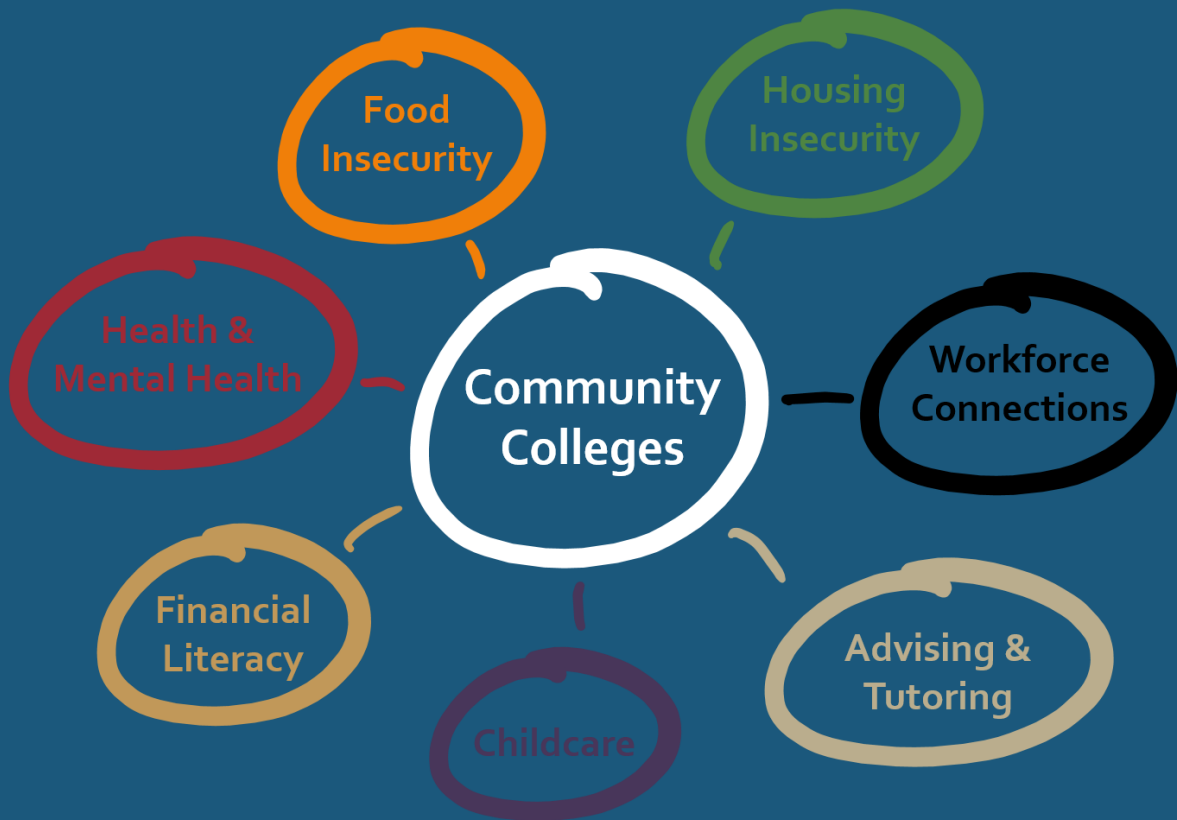 Food
Insecurity
Housing
Insecurity
Health &
Mental Health
Community
Colleges
Workforce
Connections
Financial
Literacy
Advising &
Tutoring
Childcare